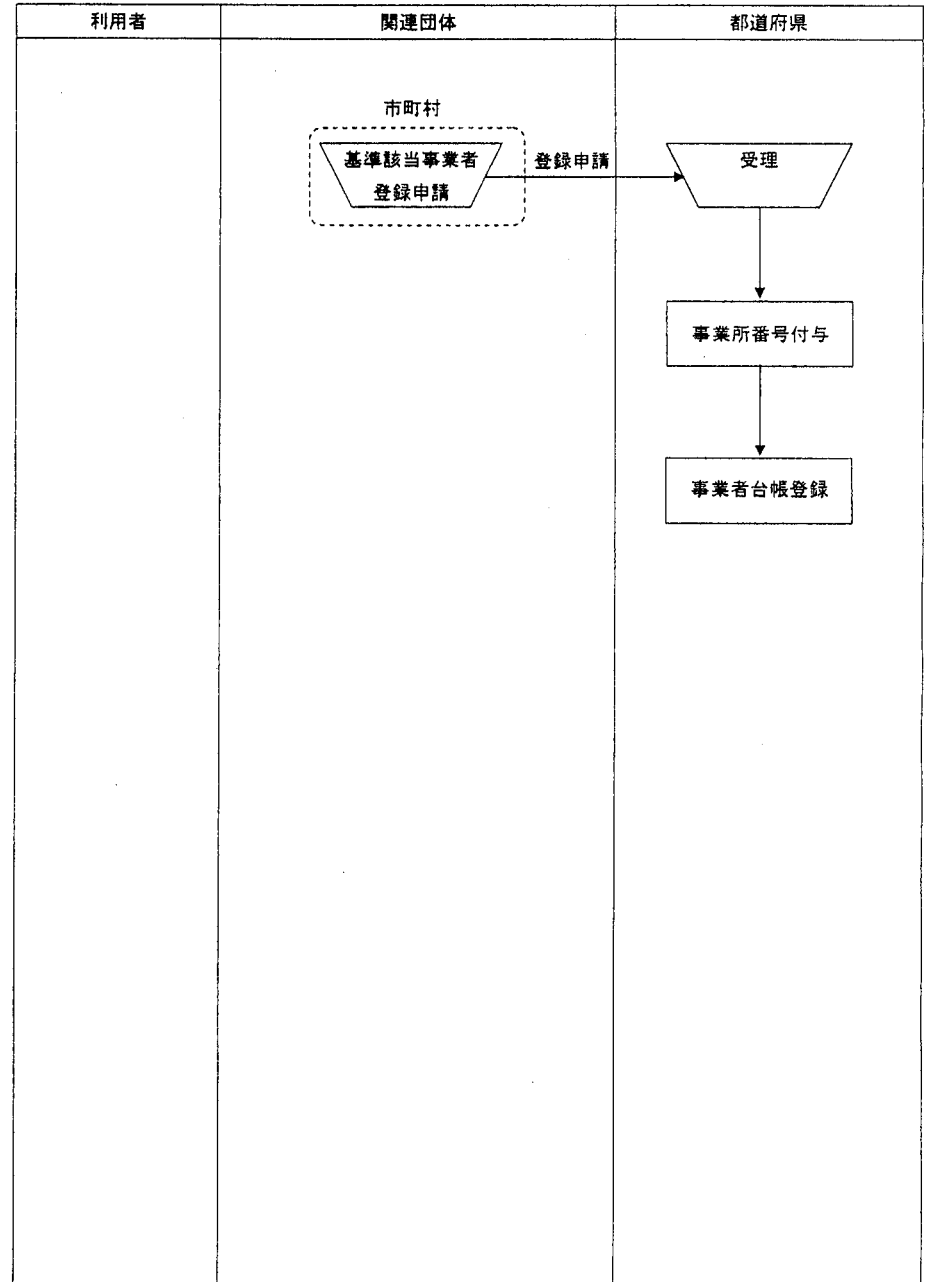 利用者
関連団体
都道府県
市町村
基準該当事業者
登録申請
登録申請
受理
事業所番号付与
事業者台帳登録